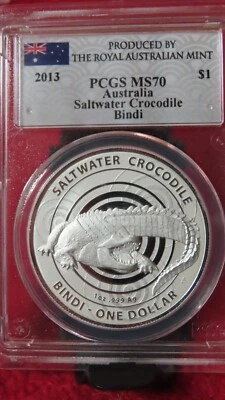 PRODUCED BY
THE ROYAL AUSTRALIAN MINT
2013 PCGS MS70 $1
Australia
Saltwater Crocodile
Bindi
SALTWATER CROCODILE
1oz .999 Ag
BINDI - ONE DOLLAR